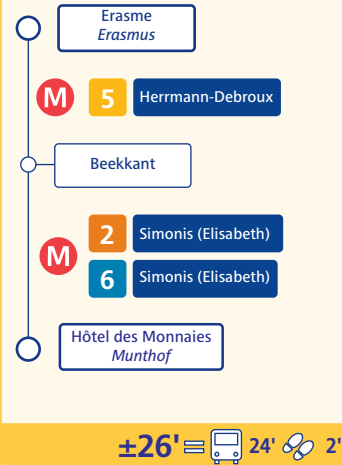 Erasme
Erasmus
M 5 Herrmann-Debroux
Beekkant
2 Simonis (Elisabeth)
M
6 Simonis (Elisabeth)
Hôtel des Monnaies
Munthof
±26' = 24' 2'